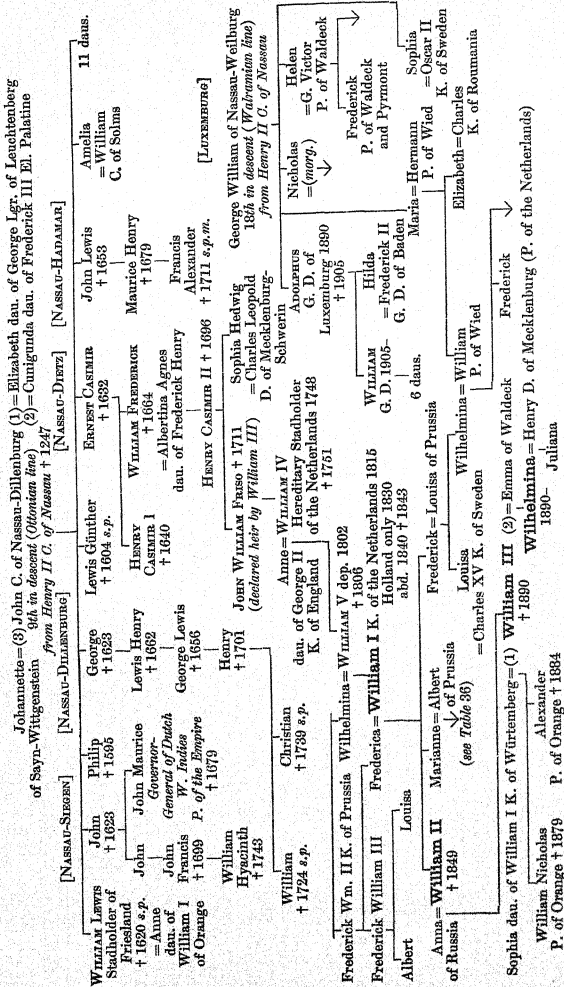 Johannette=(3) John C. of Nassau-Dillenburg (1)=Elizabeth dau. of George Lgr. of Leuchtenberg
of Sayn-Wittgenstein 9th in descent (Ottonian line) (2)=Cunigunda dau. of Frederick III El. Palatine
from Henry II C. of Nassau † 1247
[NASSAU-SIEGEN] [NASSAU-DILLENBURG] [NASSAU-DIETZ] [NASSAU-HADAMAR]
WILLIAM LEWIS
Stadholder of
Friesland
† 1620 s.p.
= Anne
dau. of
William I
of Orange
John
† 1623
Philip
† 1595
George
† 1623
Lewis Günther
† 1604 s.p.
ERNEST CASIMIR
† 1632
John Lewis
† 1653
Amelia
= William
C. of Solms
11 daus.
John
John Maurice
Governor-
General of Dutch
W. Indies
P. of the Empire
† 1679
Lewis Henry
† 1662
HENRY
CASIMIR I
† 1640
WILLIAM FREDERICK
† 1664
= Albertina Agnes
dau. of Frederick Henry
Maurice Henry
† 1679
John
Francis
† 1699
George Lewis
† 1656
Francis
Alexander
† 1711 s.p.m.
[LUXEMBURG]
William
Hyacinth
† 1743
Henry
† 1701
HENRY CASIMIR II † 1696
George William of Nassau-Weilburg
18th in descent (Walramian line)
from Henry II C. of Nassau
William
† 1724 s.p.
Christian
† 1739 s.p.
JOHN WILLIAM FRISO † 1711
(declared heir by William III)
Sophia Hedwig
= Charles Leopold
D. of Mecklenburg-
Schwerin
ADOLPHUS
G. D. of
Luxemburg 1890
† 1905
Nicholas
=(morg.)
Helen
= G. Victor
P. of Waldeck
Anne= WILLIAM IV
dau. of George II
K. of England
Hereditary Stadholder
of the Netherlands 1748
† 1751
Frederick
P. of Waldeck
and Pyrmont
Frederick Wm. II K. of Prussia
Wilhelmina= WILLIAM V dep. 1802
† 1806
WILLIAM
G. D. 1905–
6 daus.
Hilda
= Frederick II
G. D. of Baden
Maria= Hermann
P. of Wied
Sophia
= Oscar II
K. of Sweden
Frederick William III
Frederica= William I K. of the Netherlands 1815
Holland only 1830
abd. 1840 † 1843
Elizabeth= Charles
K. of Roumania
Albert
Louisa
Anna= William II
of Russia † 1849
Marianne= Albert
of Prussia
(see Table 36)
Frederick= Louisa of Prussia
Louisa
= Charles XV K. of Sweden
Wilhelmina= William
P. of Wied
Frederick
Sophia dau. of William I K. of Würtemberg=(1) William III (2)= Emma of Waldeck
† 1890
William Nicholas
P. of Orange † 1879
Alexander
P. of Orange † 1884
Wilhelmina= Henry D. of Mecklenburg (P. of the Netherlands)
1890–
Juliana